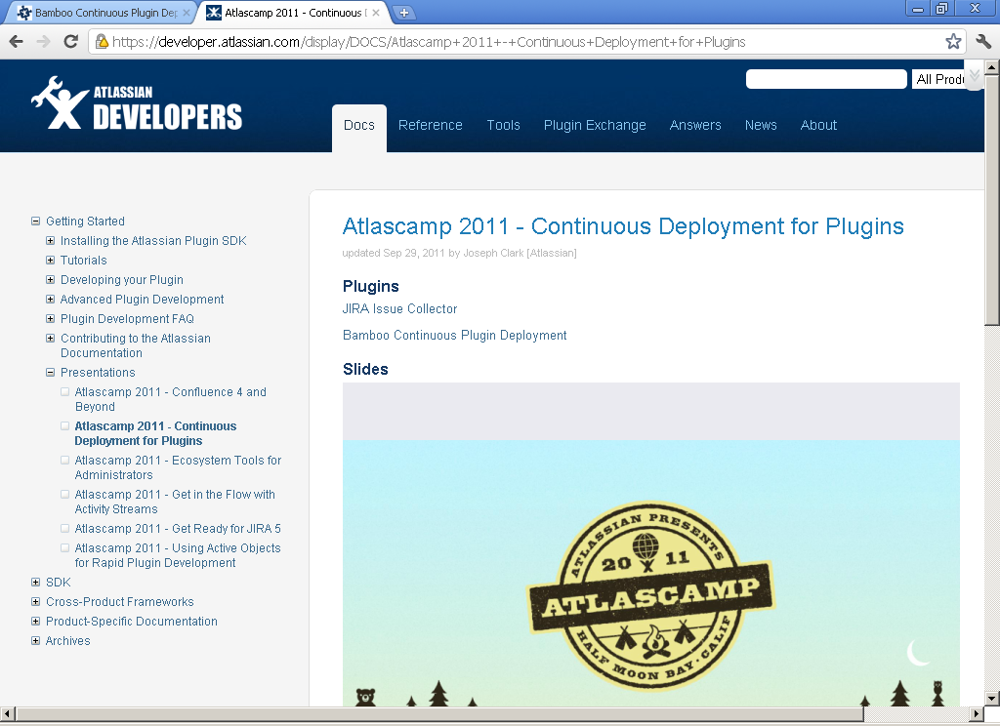 Bamboo Continuous Plugin De
Atlascamp 2011 - Continuous
https://developer.atlassian.com/display/DOCS/Atlascamp+2011+-+Continuous+Deployment+for+Plugins
ATLASSIAN
DEVELOPERS
All Produ
Docs
Reference
Tools
Plugin Exchange
Answers
News
About
Getting Started
Installing the Atlassian Plugin SDK
Tutorials
Developing your Plugin
Advanced Plugin Development
Plugin Development FAQ
Contributing to the Atlassian
Documentation
Presentations
Atlascamp 2011 - Confluence 4 and
Beyond
Atlascamp 2011 - Continuous
Deployment for Plugins
Atlascamp 2011 - Ecosystem Tools for
Administrators
Atlascamp 2011 - Get in the Flow with
Activity Streams
Atlascamp 2011 - Get Ready for JIRA 5
Atlascamp 2011 - Using Active Objects
for Rapid Plugin Development
SDK
Cross-Product Frameworks
Product-Specific Documentation
Archives
Atlascamp 2011 - Continuous Deployment for Plugins
updated Sep 29, 2011 by Joseph Clark [Atlassian]
Plugins
JIRA Issue Collector
Bamboo Continuous Plugin Deployment
Slides
ATLASSIAN PRESENTS
20 11
ATLASCAMP
HALF MOON BAY · CALIF